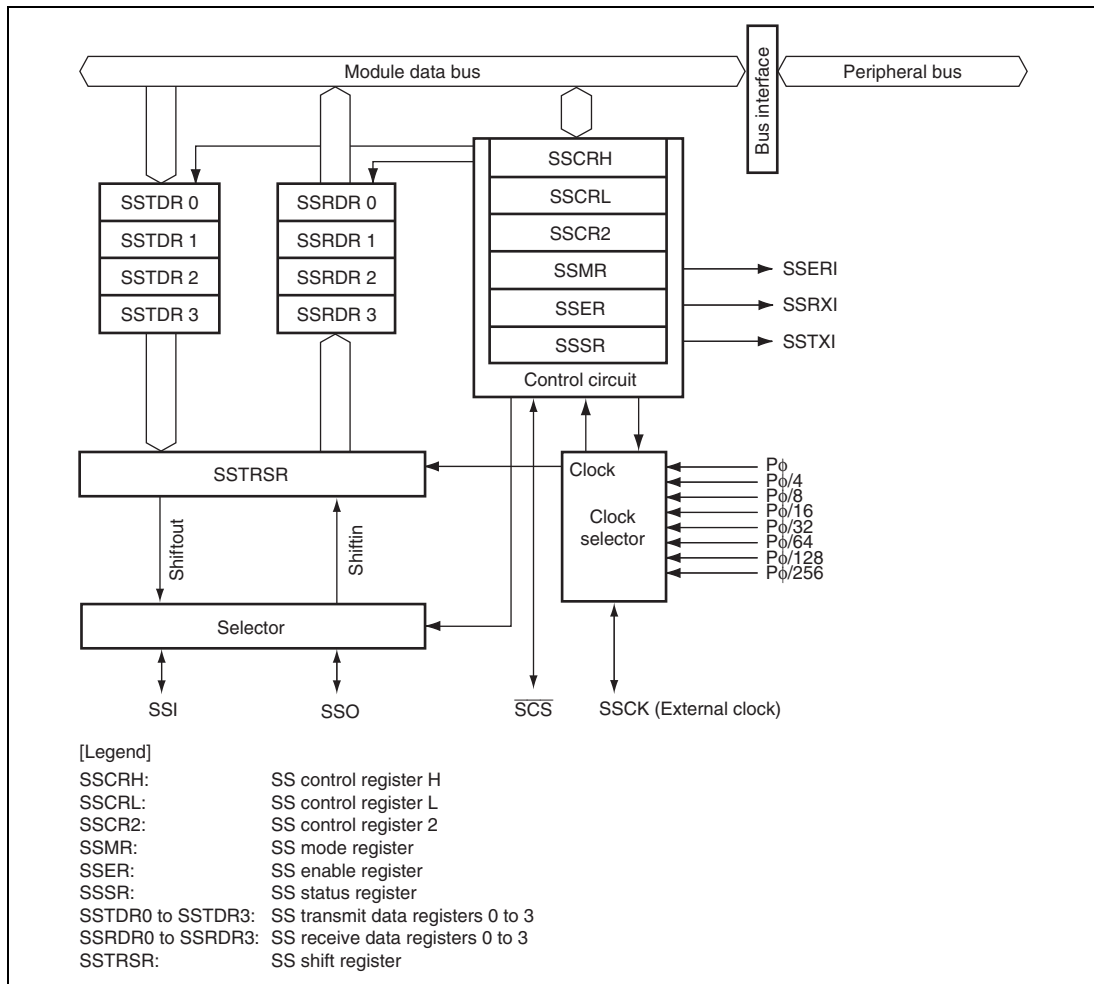 Module data bus
Bus interface
Peripheral bus
SSCRH
SSCRL
SSCR2
SSMR
SSER
SSSR
Control circuit
SSTDR 0
SSTDR 1
SSTDR 2
SSTDR 3
SSRDR 0
SSRDR 1
SSRDR 2
SSRDR 3
SSERI
SSRXI
SSTXI
SSTRSR
Clock
Clock
selector
Pϕ
Pϕ/4
Pϕ/8
Pϕ/16
Pϕ/32
Pϕ/64
Pϕ/128
Pϕ/256
Shiftout
Shiftin
Selector
SSI
SSO
S̅C̅S̅
SSCK (External clock)
[Legend]
SSCRH: SS control register H
SSCRL: SS control register L
SSCR2: SS control register 2
SSMR: SS mode register
SSER: SS enable register
SSSR: SS status register
SSTDR0 to SSTDR3: SS transmit data registers 0 to 3
SSRDR0 to SSRDR3: SS receive data registers 0 to 3
SSTRSR: SS shift register